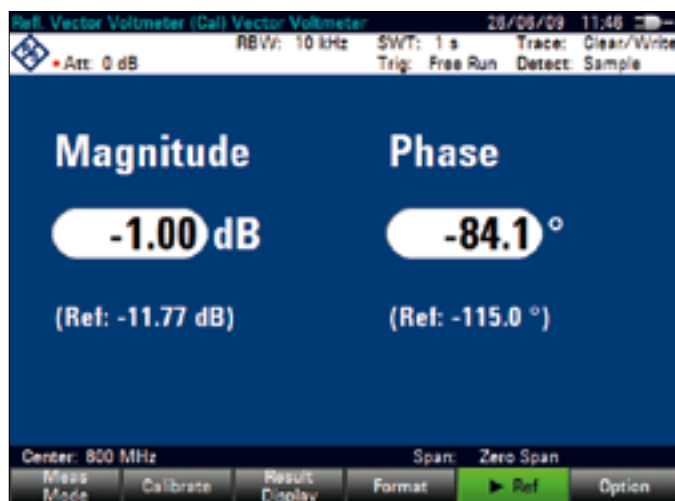 Refl. Vector Voltmeter (Cal) Vector Voltmeter 26/06/09 11:46
Att: 0 dB RBW: 10 kHz SWT: 1 s Trace: Clear/Write
Trig: Free Run Detect: Sample
Magnitude Phase
-1.00 dB -84.1 °
(Ref: -11.77 dB) (Ref: -115.0 °)
Center: 800 MHz Span: Zero Span
Meas Mode Calibrate Result Display Format ► Ref Option